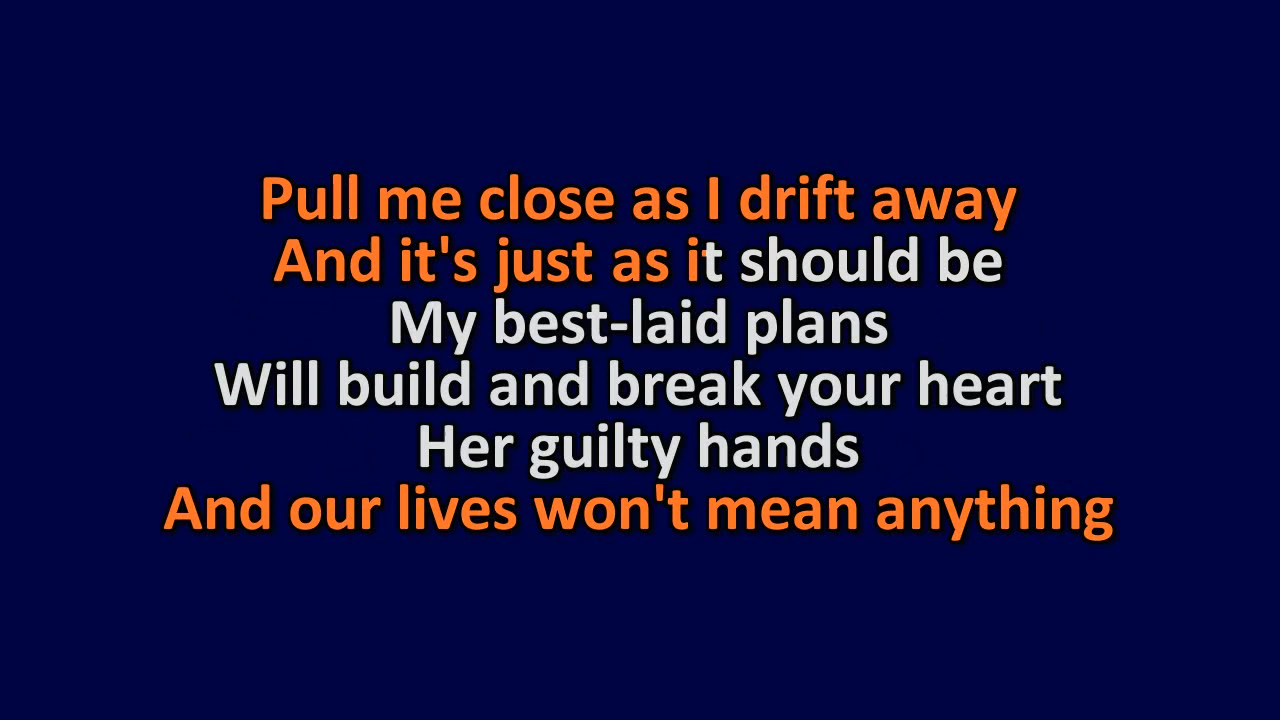 Pull me close as I drift away
And it's just as it should be
My best-laid plans
Will build and break your heart
Her guilty hands
And our lives won't mean anything